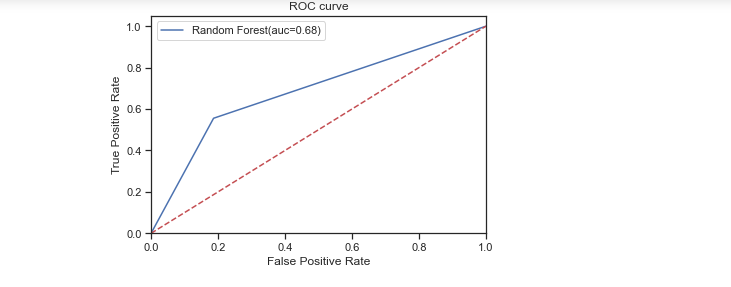 ROC curve
Random Forest(auc=0.68)
1.0
0.8
0.6
0.4
0.2
0.0
True Positive Rate
0.0 0.2 0.4 0.6 0.8 1.0
False Positive Rate